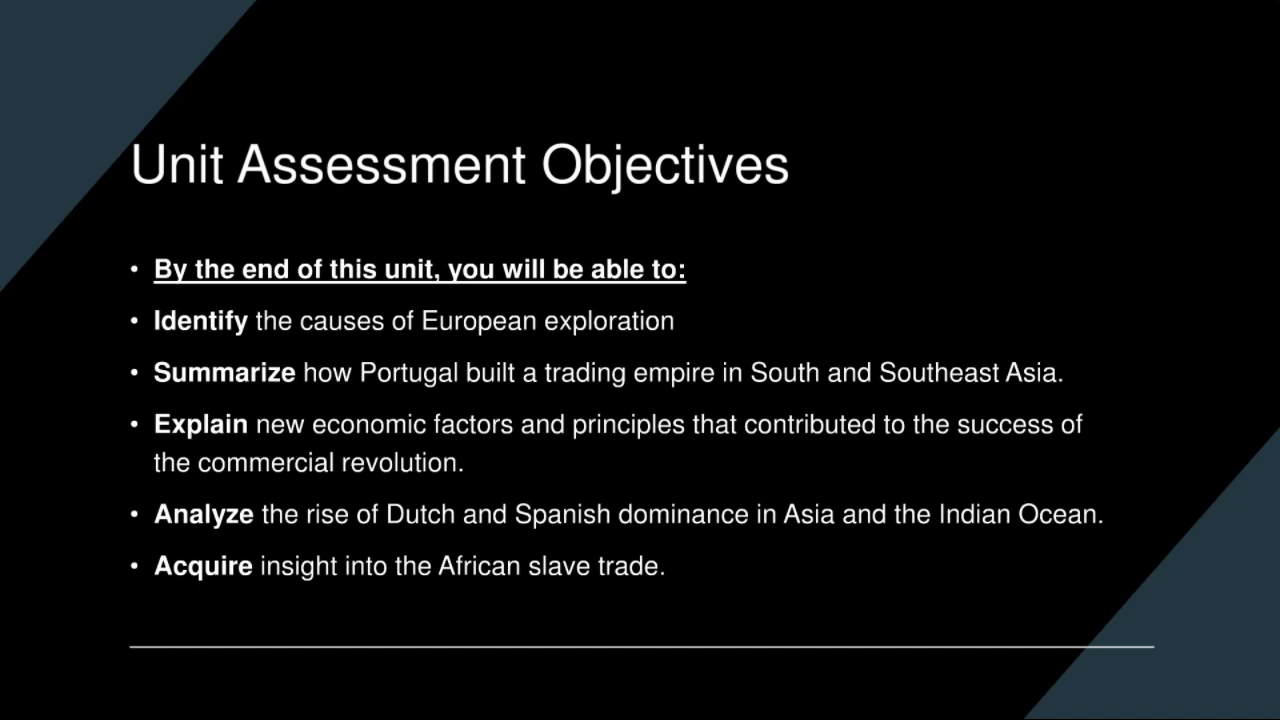 Unit Assessment Objectives
• By the end of this unit, you will be able to:
• Identify the causes of European exploration
• Summarize how Portugal built a trading empire in South and Southeast Asia.
• Explain new economic factors and principles that contributed to the success of
the commercial revolution.
• Analyze the rise of Dutch and Spanish dominance in Asia and the Indian Ocean.
• Acquire insight into the African slave trade.